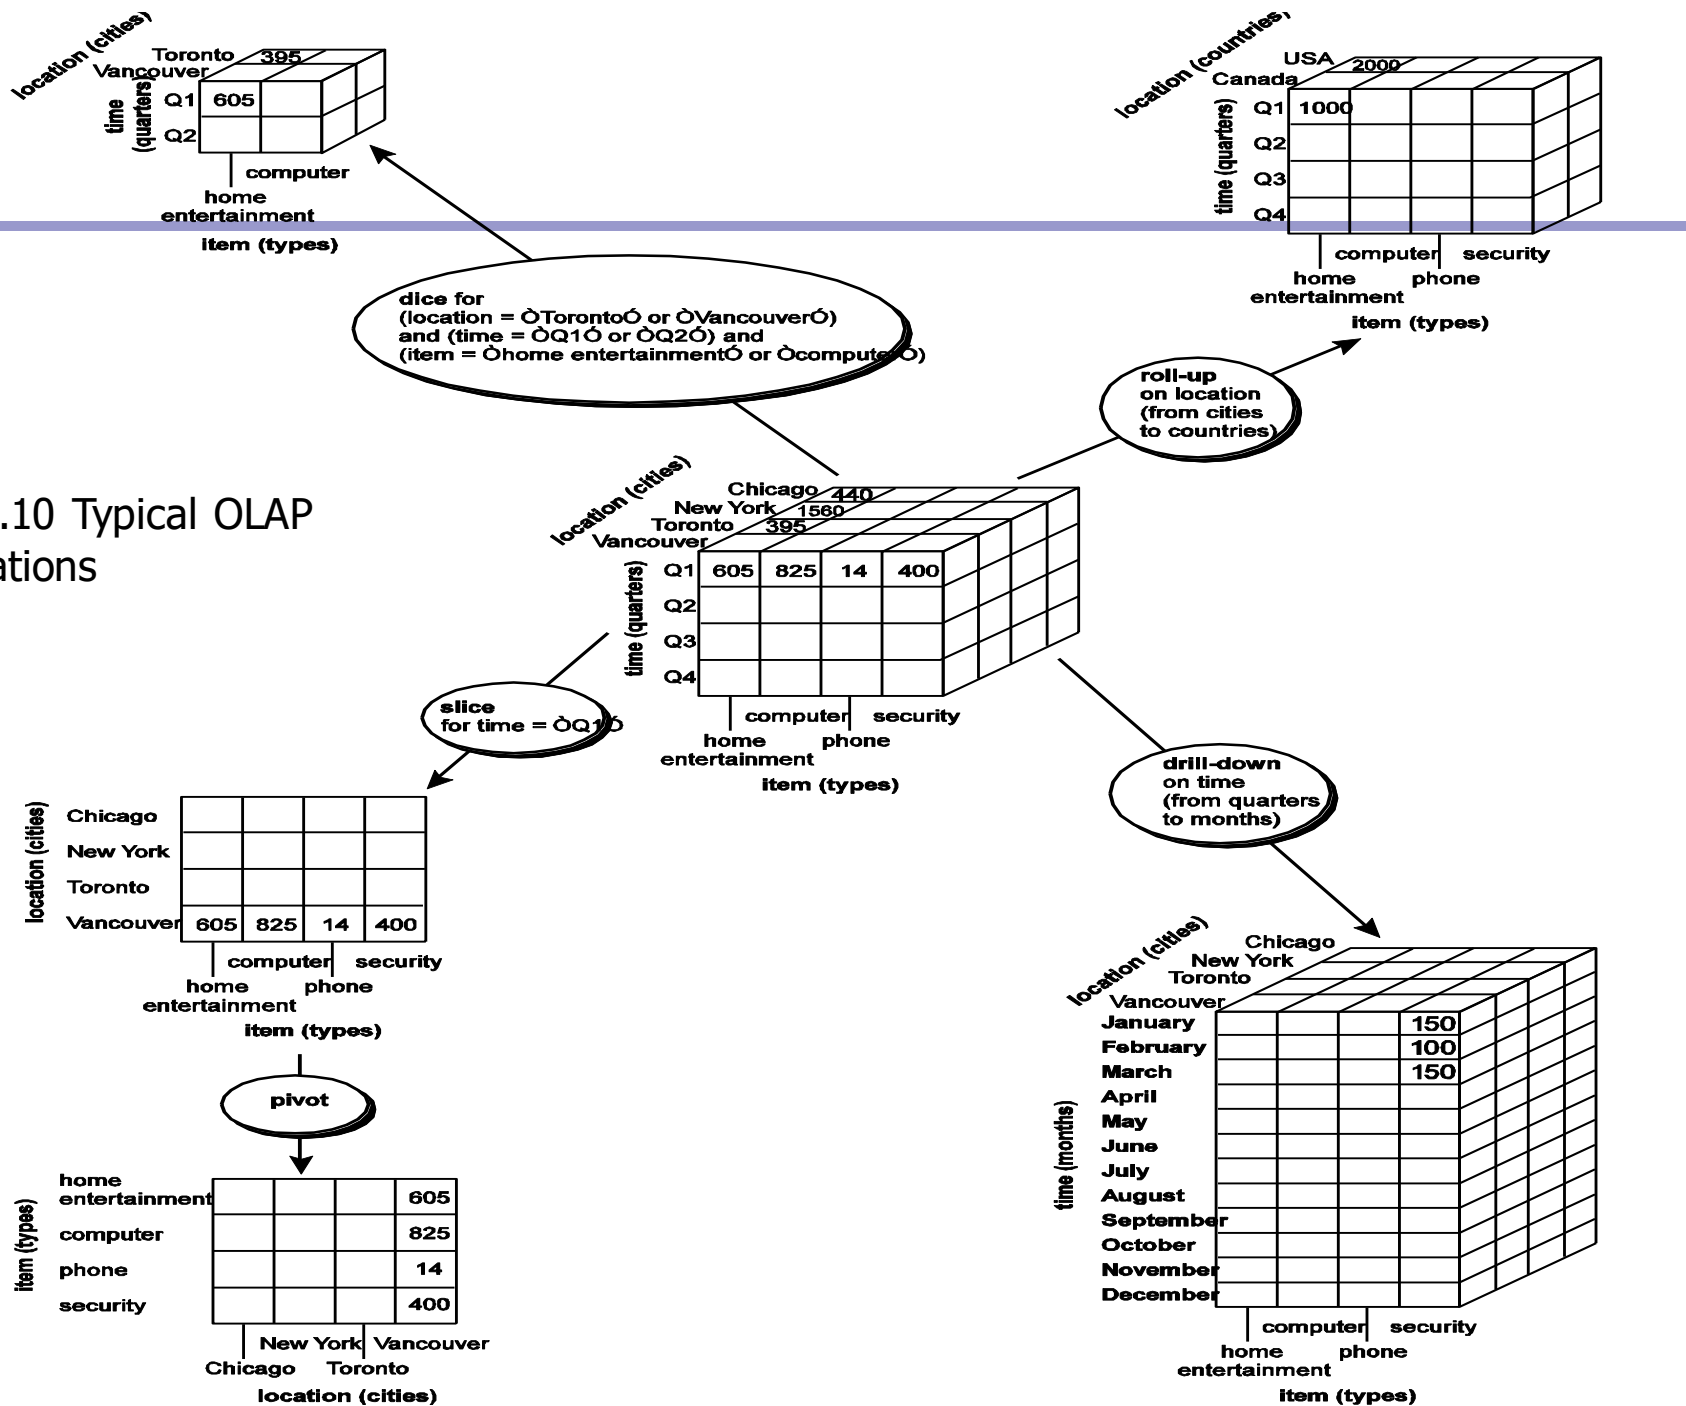 location (cities)
Toronto 395
Vancouver
time (quarters)
Q1 605
Q2
computer
home
entertainment
item (types)
location (countries)
USA 2000
Canada
time (quarters)
Q1 1000
Q2
Q3
Q4
computer security
home phone
entertainment
item (types)
dice for
(location = ÒTorontoÓ or ÒVancouverÓ)
and (time = ÒQ1Ó or ÒQ2Ó) and
(item = Òhome entertainmentÓ or ÒcomputerÓ)
roll-up
on location
(from cities
to countries)
.10 Typical OLAP
ations
location (cities)
Chicago 440
New York 1560
Toronto 395
Vancouver
time (quarters)
Q1 605 825 14 400
Q2
Q3
Q4
computer security
home phone
entertainment
item (types)
slice
for time = ÒQ1Ó
drill-down
on time
(from quarters
to months)
location (cities)
Chicago
New York
Toronto
Vancouver 605 825 14 400
computer security
home phone
entertainment
item (types)
pivot
item (types)
home
entertainment 605
computer 825
phone 14
security 400
New York Vancouver
Chicago Toronto
location (cities)
location (cities)
Chicago
New York
Toronto
Vancouver
time (months)
January 150
February 100
March 150
April
May
June
July
August
September
October
November
December
computer security
home phone
entertainment
item (types)